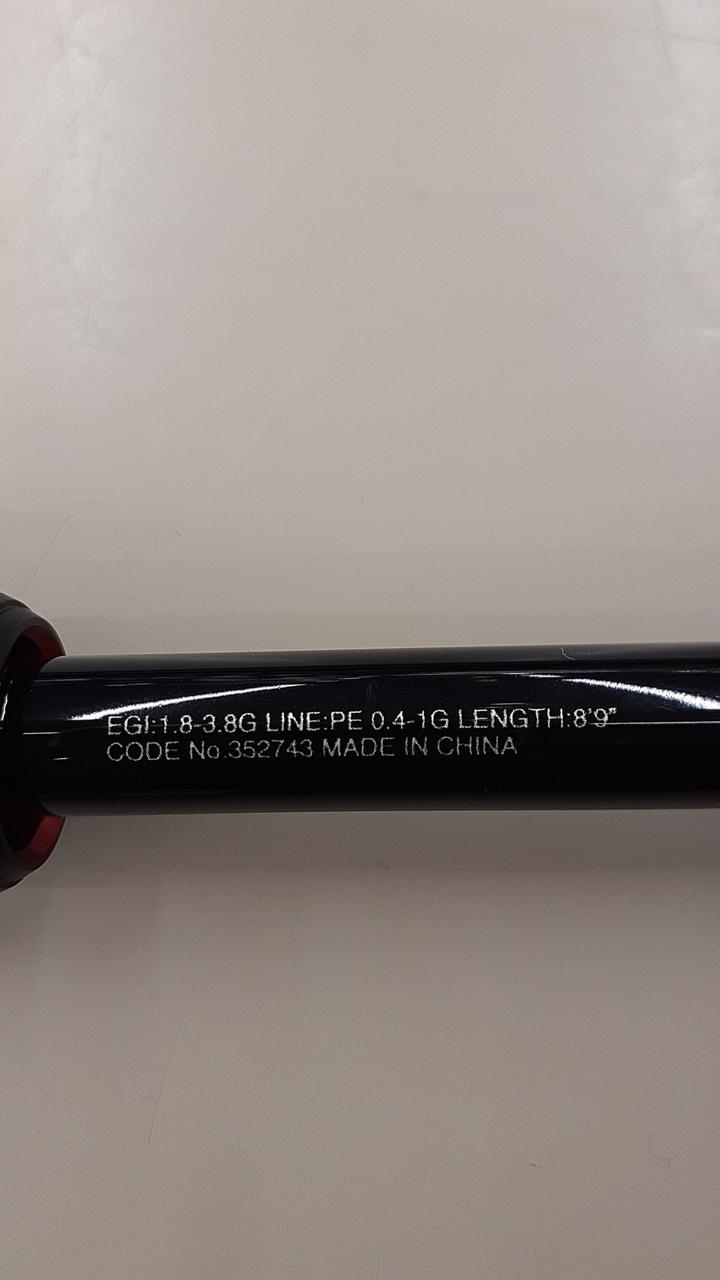 EGI:1.8-3.8G LINE:PE 0.4-1G LENGTH:8'9"
CODE No.352743 MADE IN CHINA